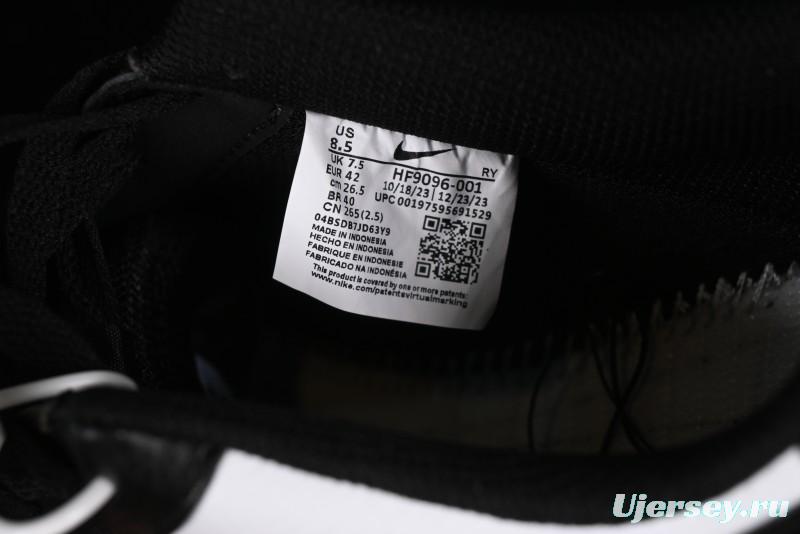 US
8.5
UK 7.5
EUR 42
cm 26.5
BR 40
CN 265 (2.5)
RY
HF9096-001
10/18/23 | 12/23/23
UPC 00197595691529
04BSDB7JD63Y9
MADE IN INDONESIA
HECHO EN INDONESIA
FABRIQUE EN INDONESIE
FABRICADO NA INDONESIA
This product is covered by one or more patents:
www.nike.com/patentsvirtualmarking
Ujersey.ru